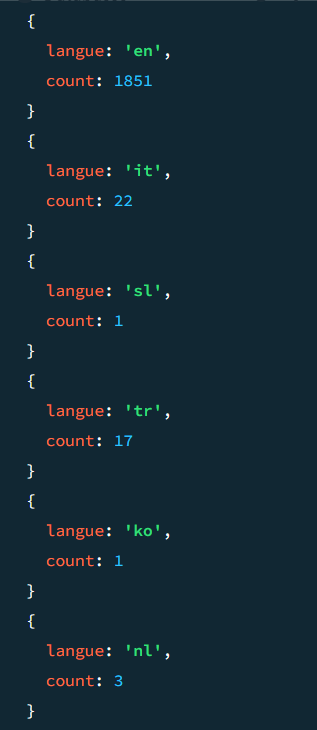 {
langue: 'en',
count: 1851
}
{
langue: 'it',
count: 22
}
{
langue: 'sl',
count: 1
}
{
langue: 'tr',
count: 17
}
{
langue: 'ko',
count: 1
}
{
langue: 'nl',
count: 3
}